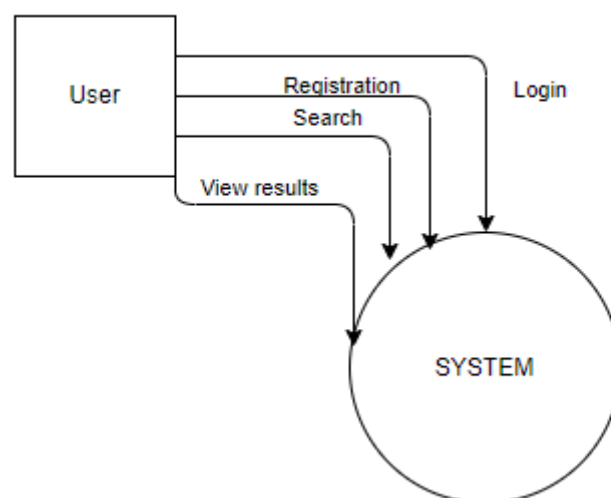 User
Login
Registration
Search
View results
SYSTEM